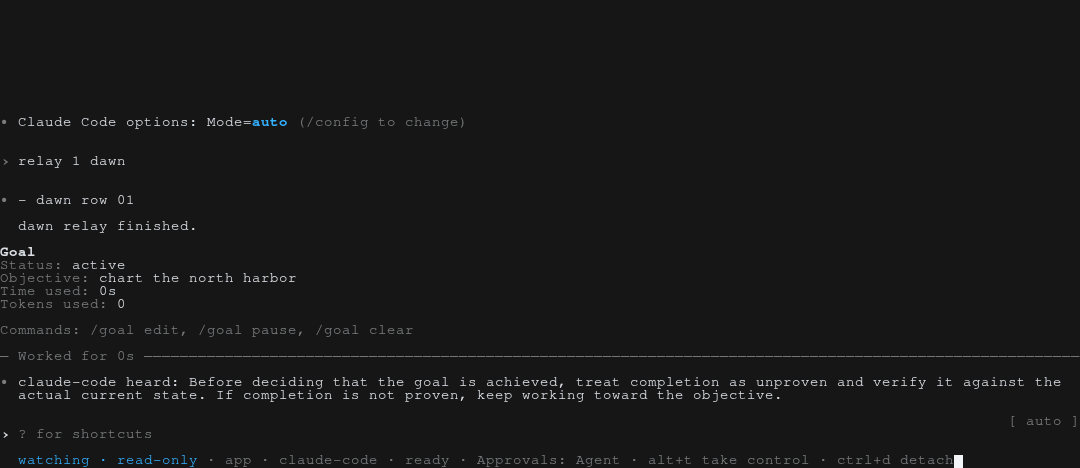 • Claude Code options: Mode=auto (/config to change)
› relay 1 dawn
• - dawn row 01
dawn relay finished.
Goal
Status: active
Objective: chart the north harbor
Time used: 0s
Tokens used: 0
Commands: /goal edit, /goal pause, /goal clear
— Worked for 0s —
• claude-code heard: Before deciding that the goal is achieved, treat completion as unproven and verify it against the
actual current state. If completion is not proven, keep working toward the objective.
[ auto ]
› ? for shortcuts
watching · read-only · app · claude-code · ready · Approvals: Agent · alt+t take control · ctrl+d detach